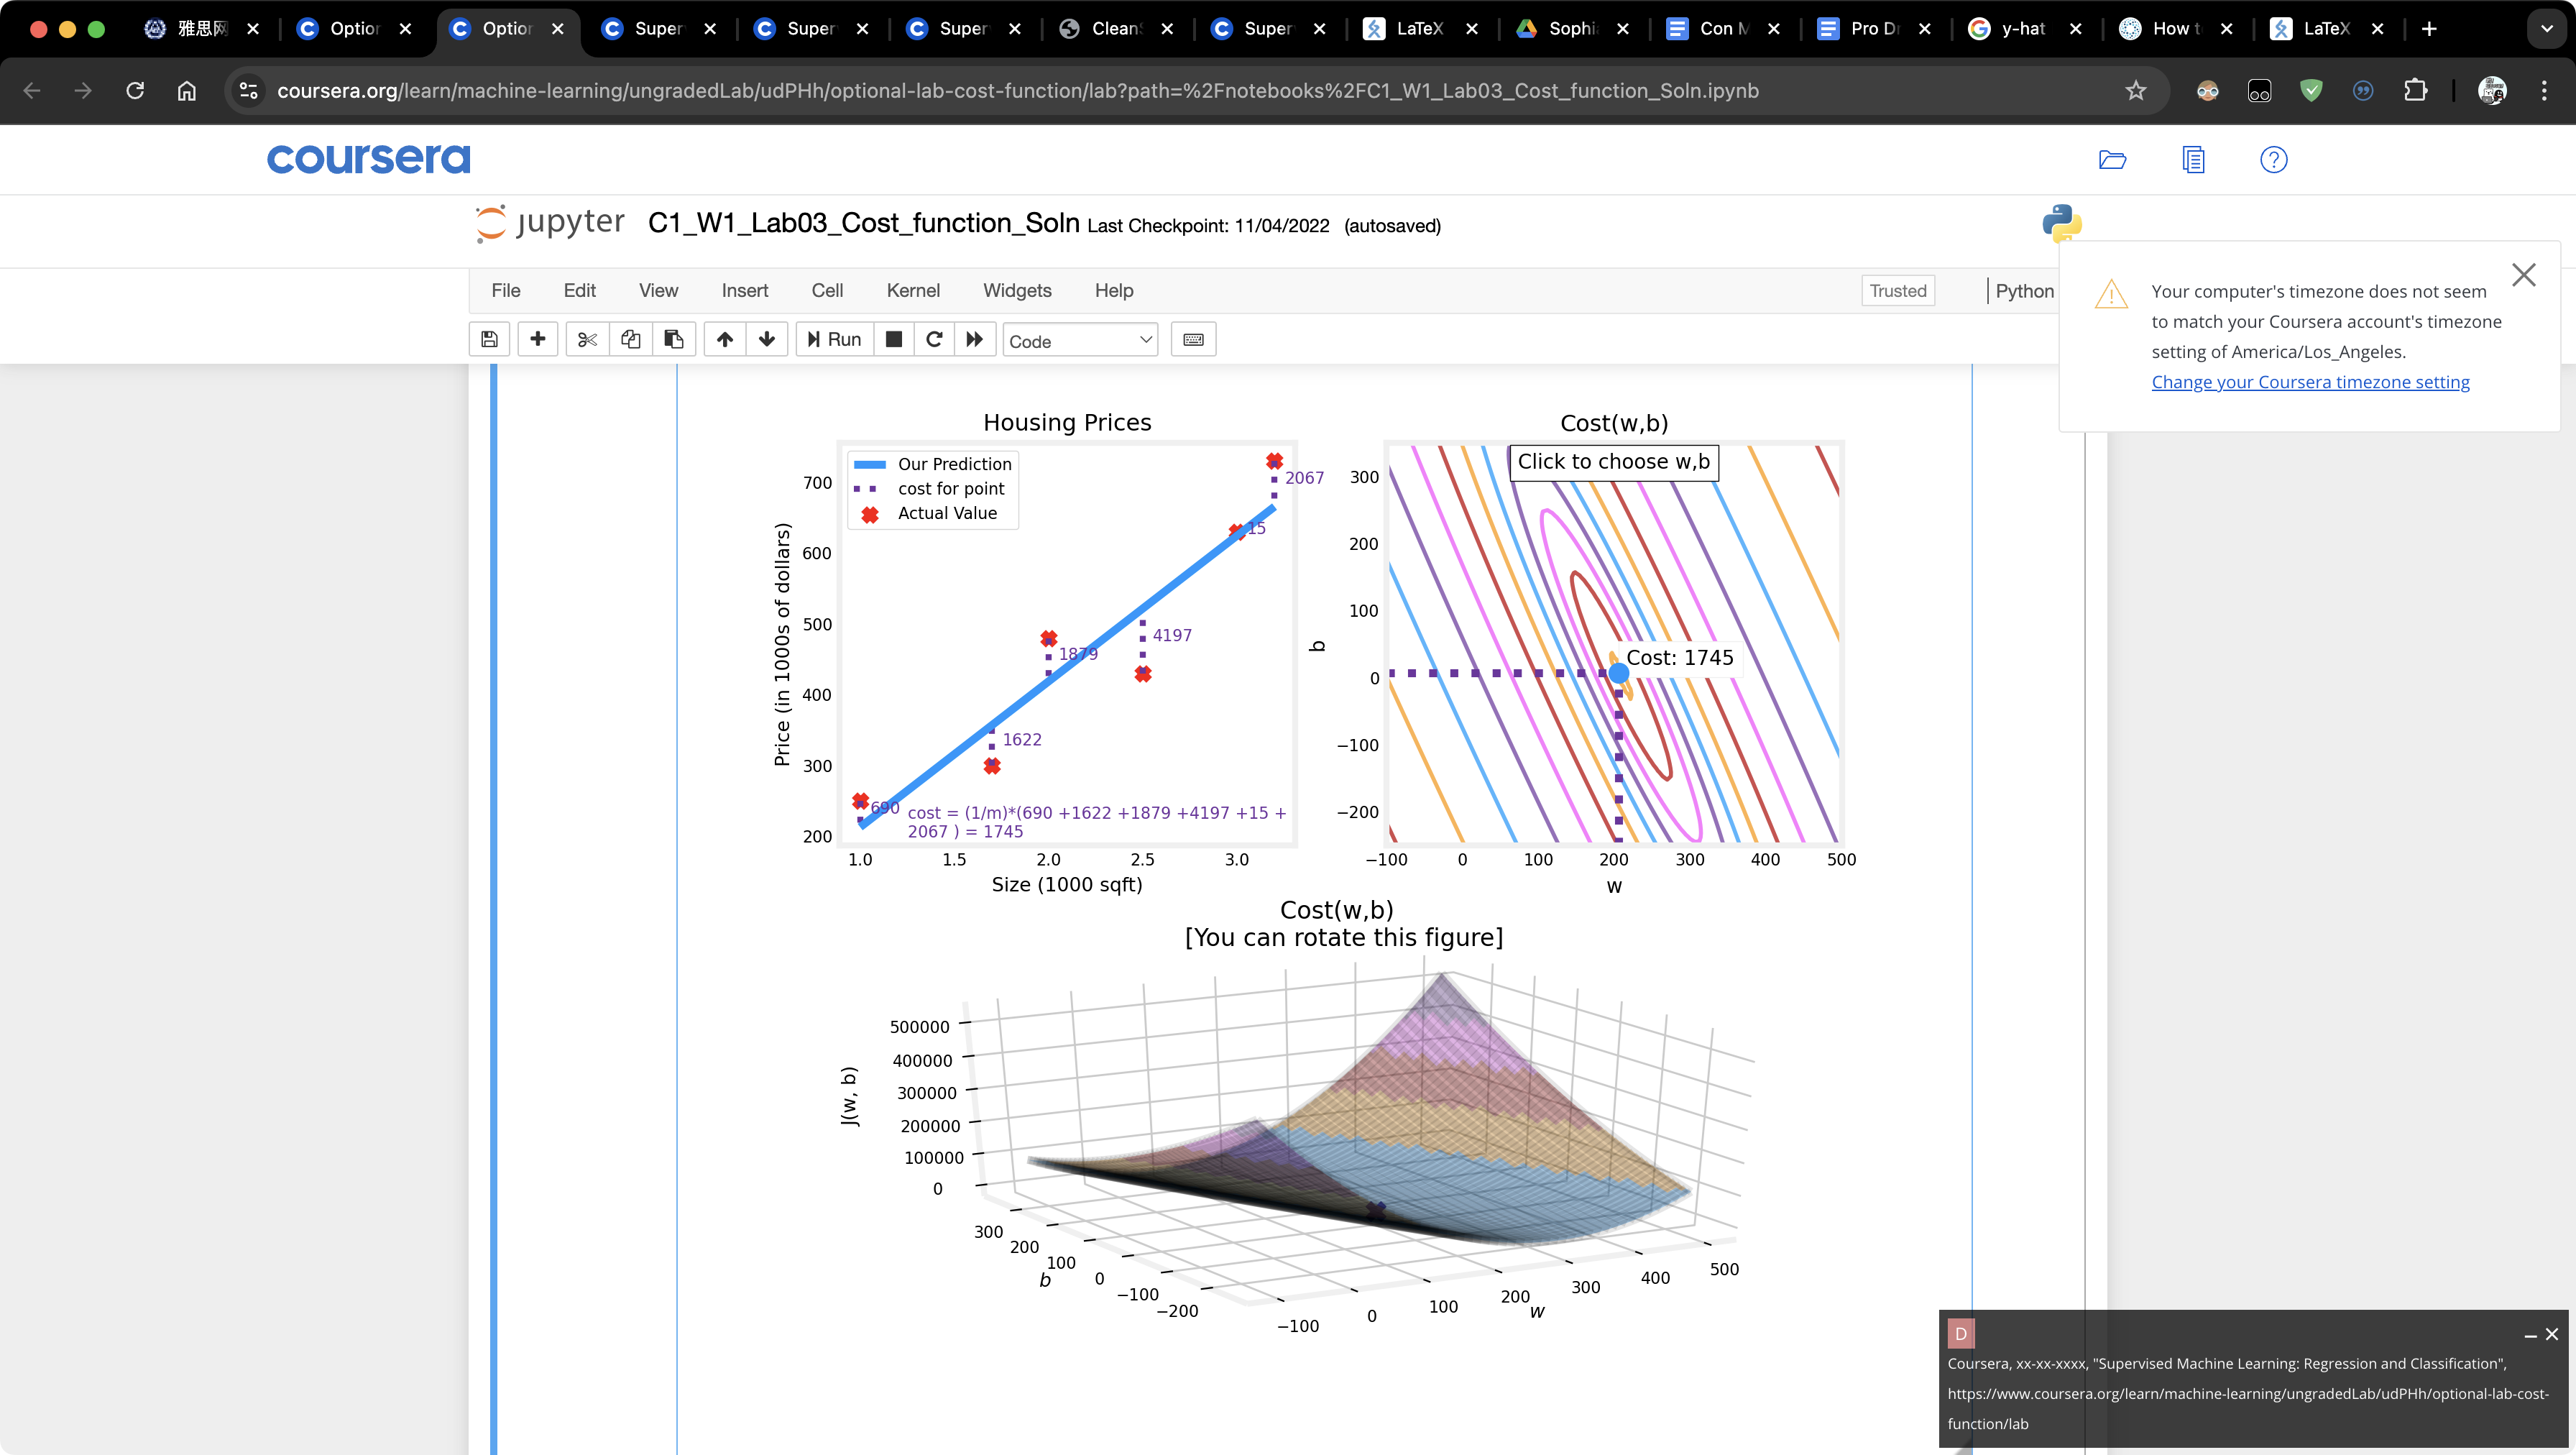 雅思网
Option
Option
Super
Super
Super
Clean
Super
LaTeX
Sophi
Con M
Pro Dr
y-hat
How t
LaTeX
coursera.org/learn/machine-learning/ungradedLab/udPHh/optional-lab-cost-function/lab?path=%2Fnotebooks%2FC1_W1_Lab03_Cost_function_Soln.ipynb
coursera
jupyter C1_W1_Lab03_Cost_function_Soln Last Checkpoint: 11/04/2022 (autosaved)
File Edit View Insert Cell Kernel Widgets Help Trusted Python
Run Code
Your computer's timezone does not seem
to match your Coursera account's timezone
setting of America/Los_Angeles.
Change your Coursera timezone setting
Housing Prices
Our Prediction
cost for point
Actual Value
2067
15
1879
4197
1622
690
cost = (1/m)*(690 +1622 +1879 +4197 +15 +
2067 ) = 1745
Price (in 1000s of dollars)
700
600
500
400
300
200
1.0 1.5 2.0 2.5 3.0
Size (1000 sqft)
Cost(w,b)
Click to choose w,b
Cost: 1745
b
300
200
100
0
−100
−200
−100 0 100 200 300 400 500
w
Cost(w,b)
[You can rotate this figure]
J(w, b)
500000
400000
300000
200000
100000
0
300
200
100
0
−100
−200
b
−100
0
100
200
300
400
500
w
D
Coursera, xx-xx-xxxx, "Supervised Machine Learning: Regression and Classification",
https://www.coursera.org/learn/machine-learning/ungradedLab/udPHh/optional-lab-cost-
function/lab